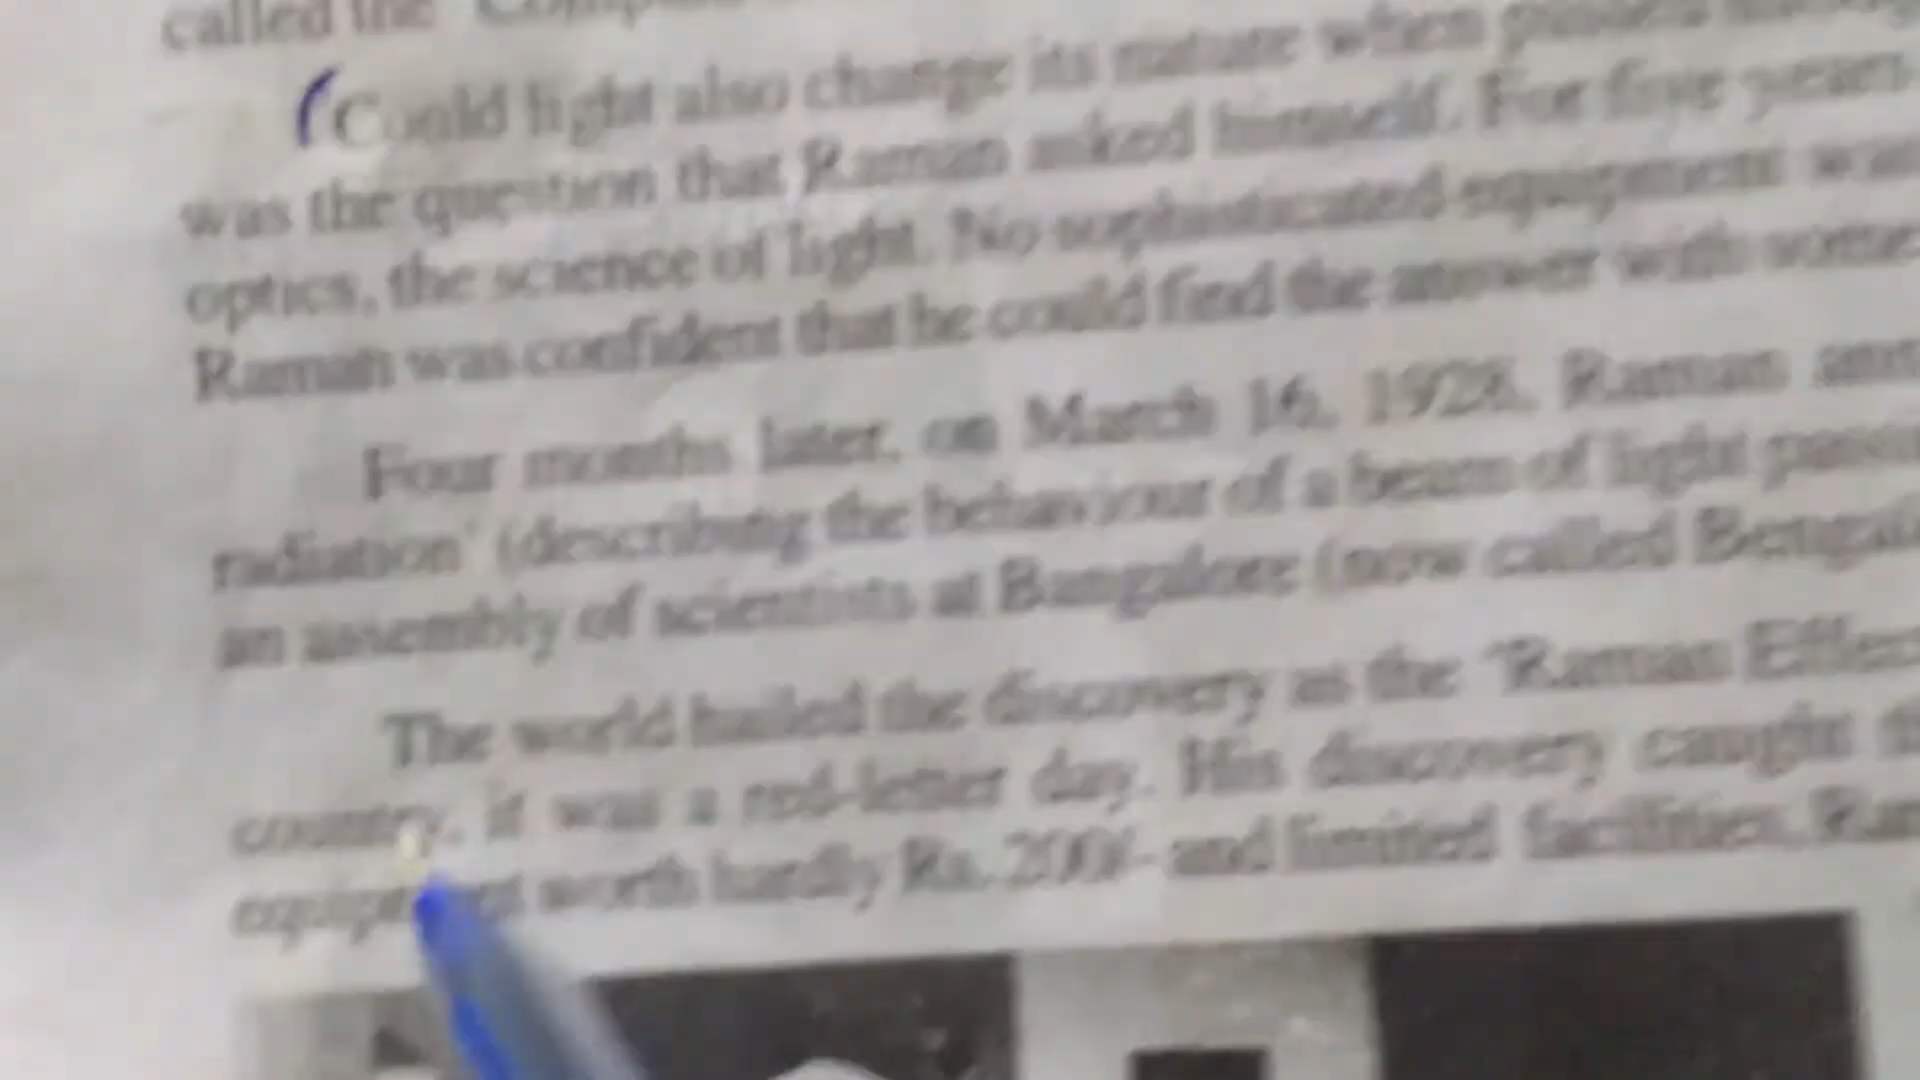 called the 'Compton
Could light also change its nature when passed through
was the question that Raman asked himself. For five years
optics, the science of light. No sophisticated equipment was
Raman was confident that he could find the answer with some
Four months later, on March 16, 1928, Raman
radiation' (describing the behaviour of a beam of light
an assembly of scientists at Bangalore (now called
The world hailed the discovery as the 'Raman Effect
country, it was a red-letter day. His discovery caught
worth hardly Rs. 200/- and limited facilities,